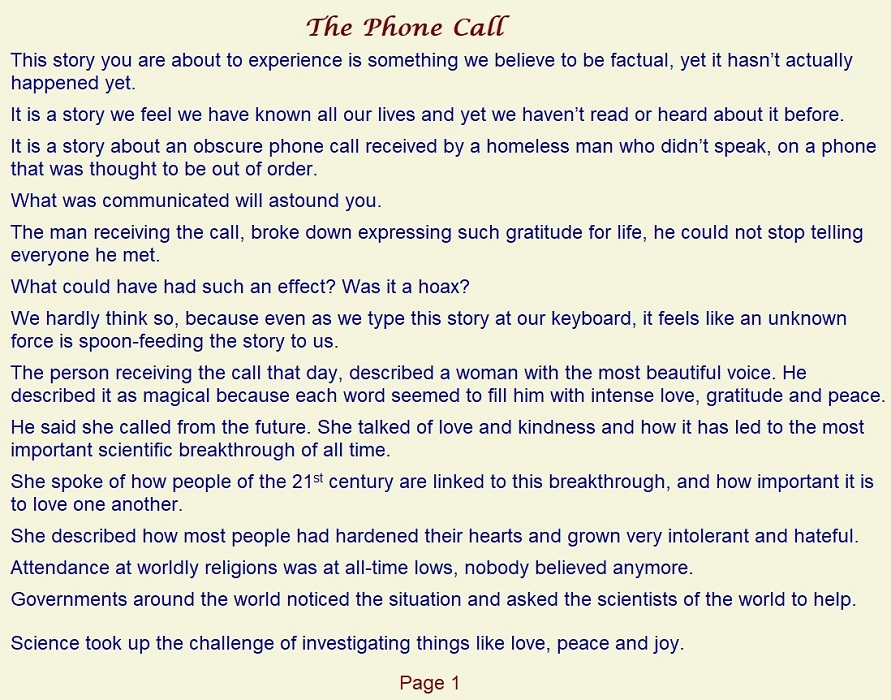 The Phone Call
This story you are about to experience is something we believe to be factual, yet it hasn’t actually
happened yet.
It is a story we feel we have known all our lives and yet we haven’t read or heard about it before.
It is a story about an obscure phone call received by a homeless man who didn’t speak, on a phone
that was thought to be out of order.
What was communicated will astound you.
The man receiving the call, broke down expressing such gratitude for life, he could not stop telling
everyone he met.
What could have had such an effect? Was it a hoax?
We hardly think so, because even as we type this story at our keyboard, it feels like an unknown
force is spoon-feeding the story to us.
The person receiving the call that day, described a woman with the most beautiful voice. He
described it as magical because each word seemed to fill him with intense love, gratitude and peace.
He said she called from the future. She talked of love and kindness and how it has led to the most
important scientific breakthrough of all time.
She spoke of how people of the 21st century are linked to this breakthrough, and how important it is
to love one another.
She described how most people had hardened their hearts and grown very intolerant and hateful.
Attendance at worldly religions was at all-time lows, nobody believed anymore.
Governments around the world noticed the situation and asked the scientists of the world to help.
Science took up the challenge of investigating things like love, peace and joy.
Page 1